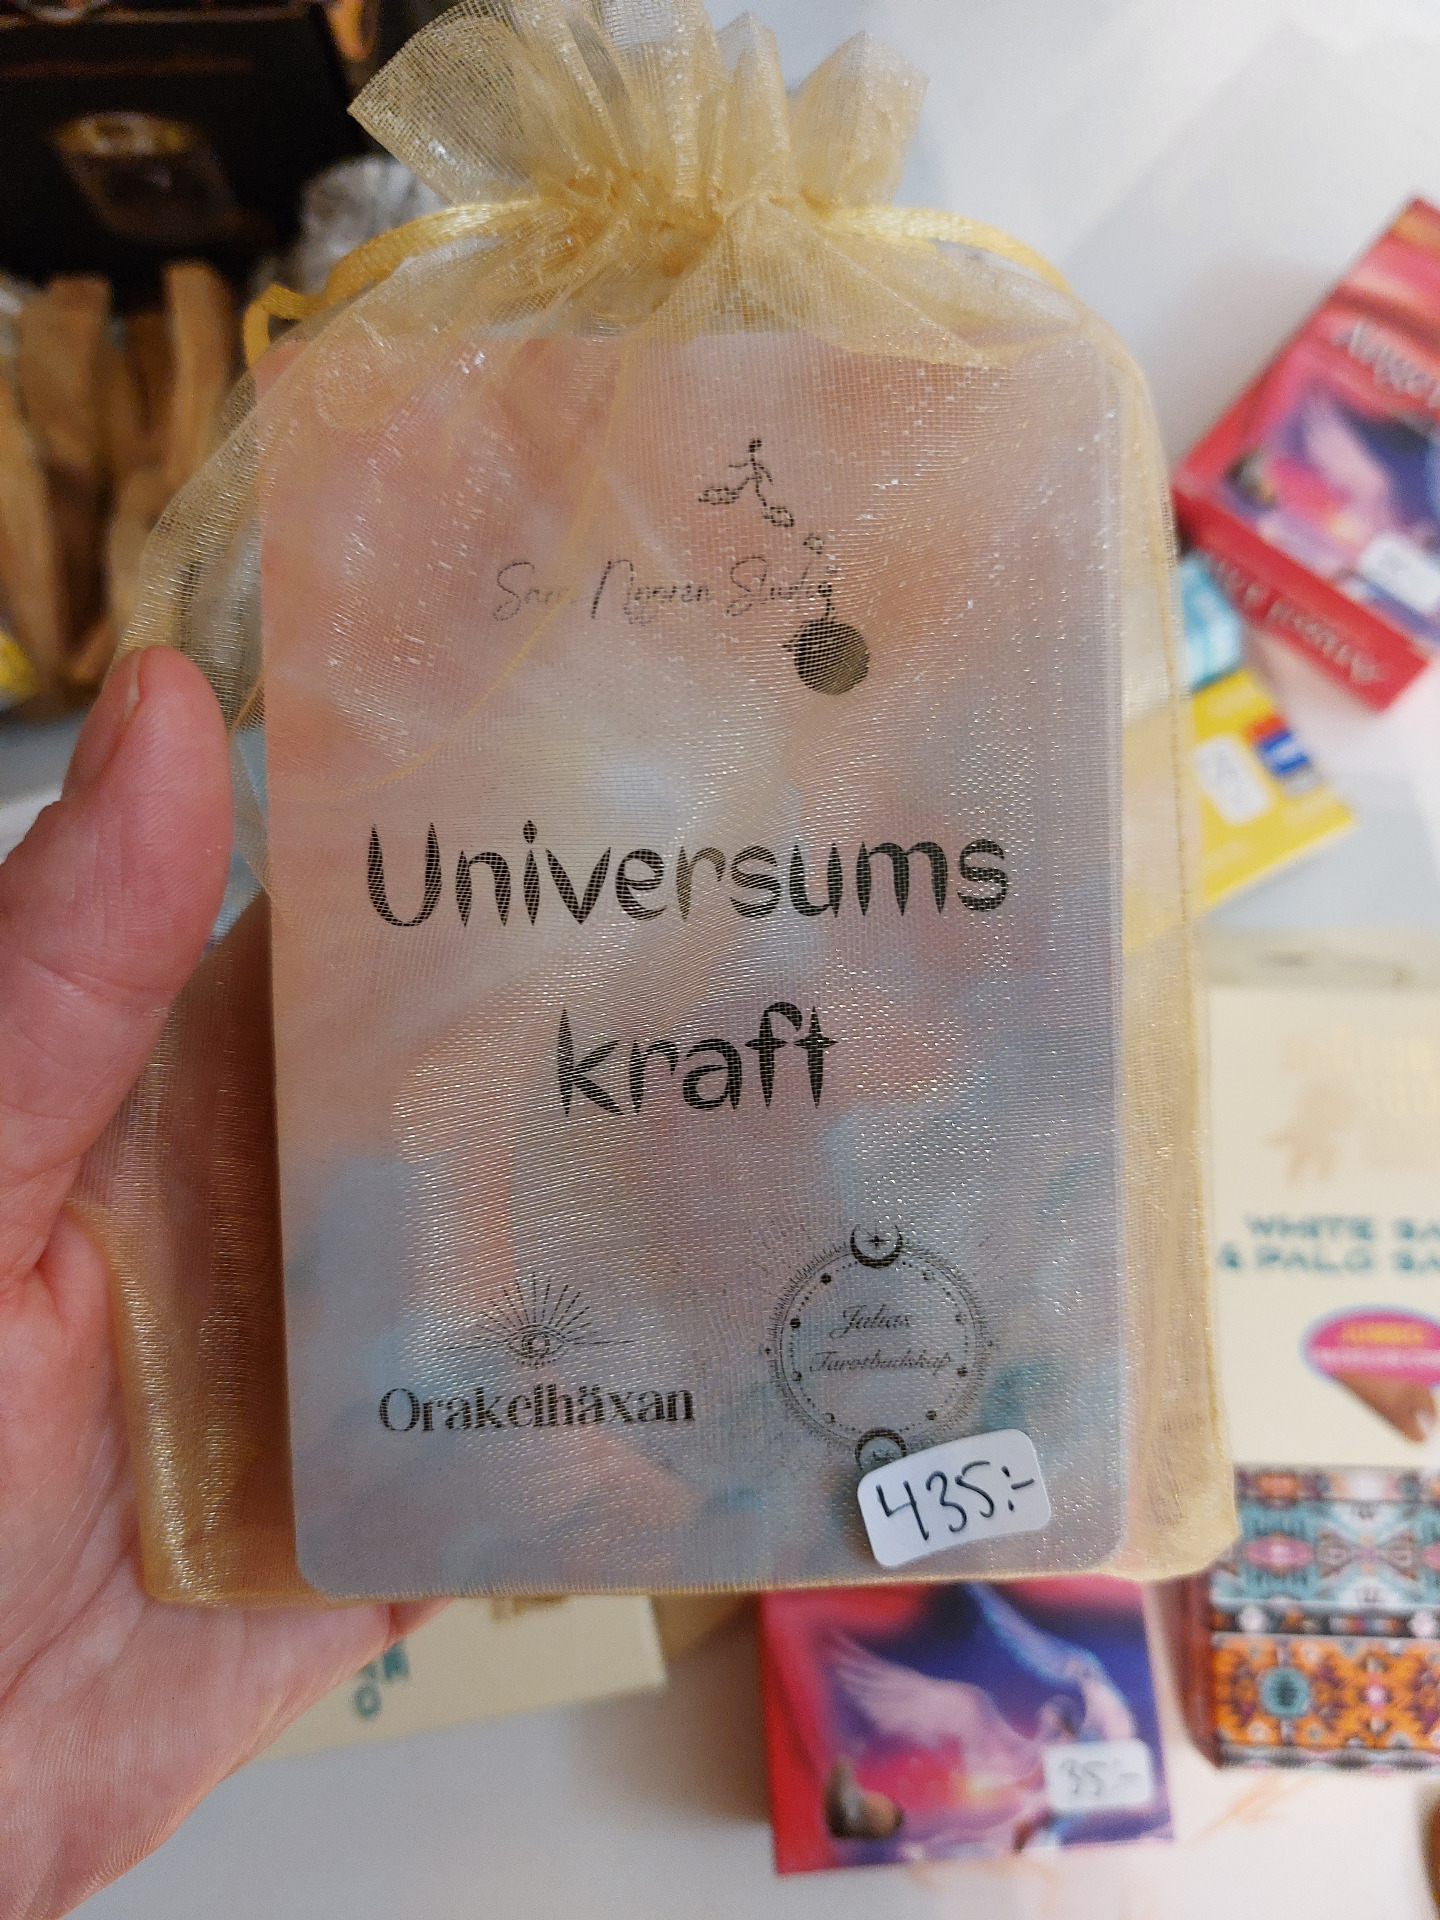 Universums
kraft
Orakelhäxan
Julias
Tarotbudskap
435:-
35:-
WHITE SA
& PALO SA